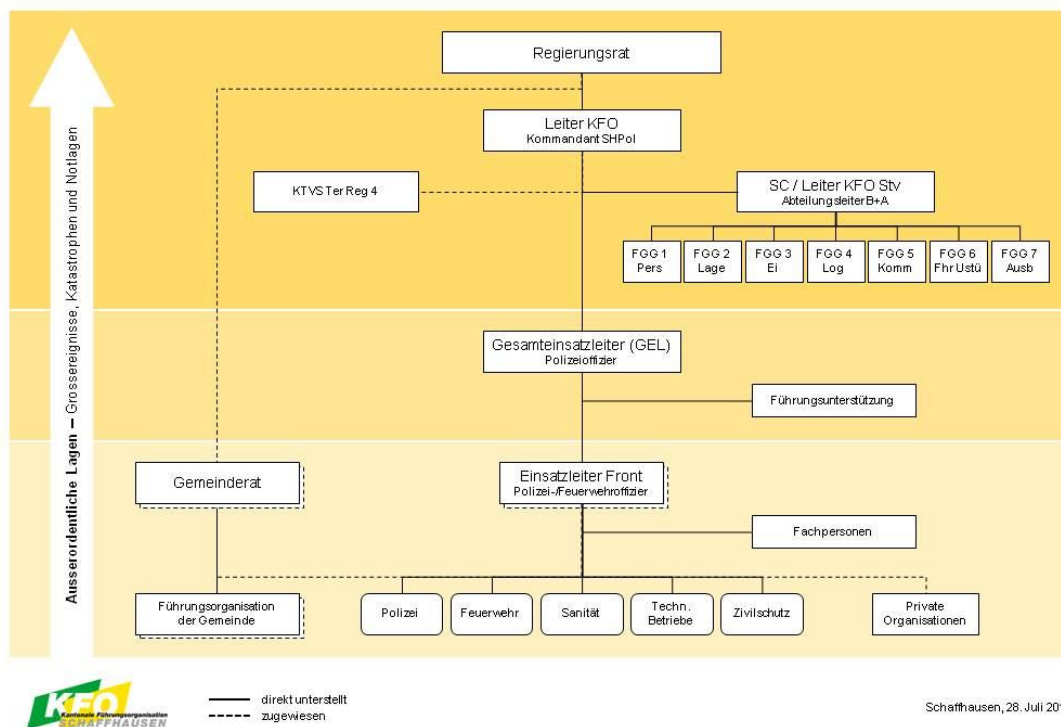 Regierungsrat
Leiter KFO
Kommandant SHPol
KTVS Ter Reg 4
SC / Leiter KFO Stv
Abteilungsleiter B+A
FGG 1
Pers
FGG 2
Lage
FGG 3
Ei
FGG 4
Log
FGG 5
Komm
FGG 6
Fhr Ustü
FGG 7
Ausb
Ausserordentliche Lagen – Grossereignisse, Katastrophen und Notlagen
Gesamteinsatzleiter (GEL)
Polizeioffizier
Führungsunterstützung
Gemeinderat
Einsatzleiter Front
Polizei-/Feuerwehroffizier
Fachpersonen
Führungsorganisation
der Gemeinde
Polizei
Feuerwehr
Sanität
Techn.
Betriebe
Zivilschutz
Private
Organisationen
KFO
Kantonale Führungsorganisation
SCHAFFHAUSEN
direkt unterstellt
zugewiesen
Schaffhausen, 28. Juli 20